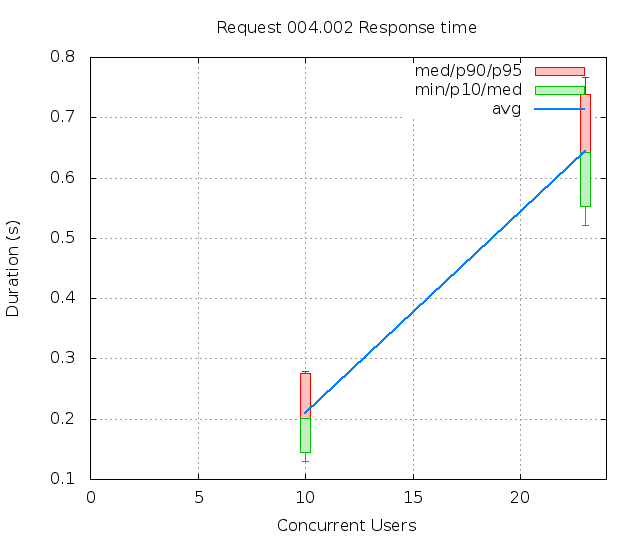 Request 004.002 Response time
med/p90/p95
min/p10/med
avg
0.8
0.7
0.6
0.5
0.4
0.3
0.2
0.1
Duration (s)
0 5 10 15 20
Concurrent Users